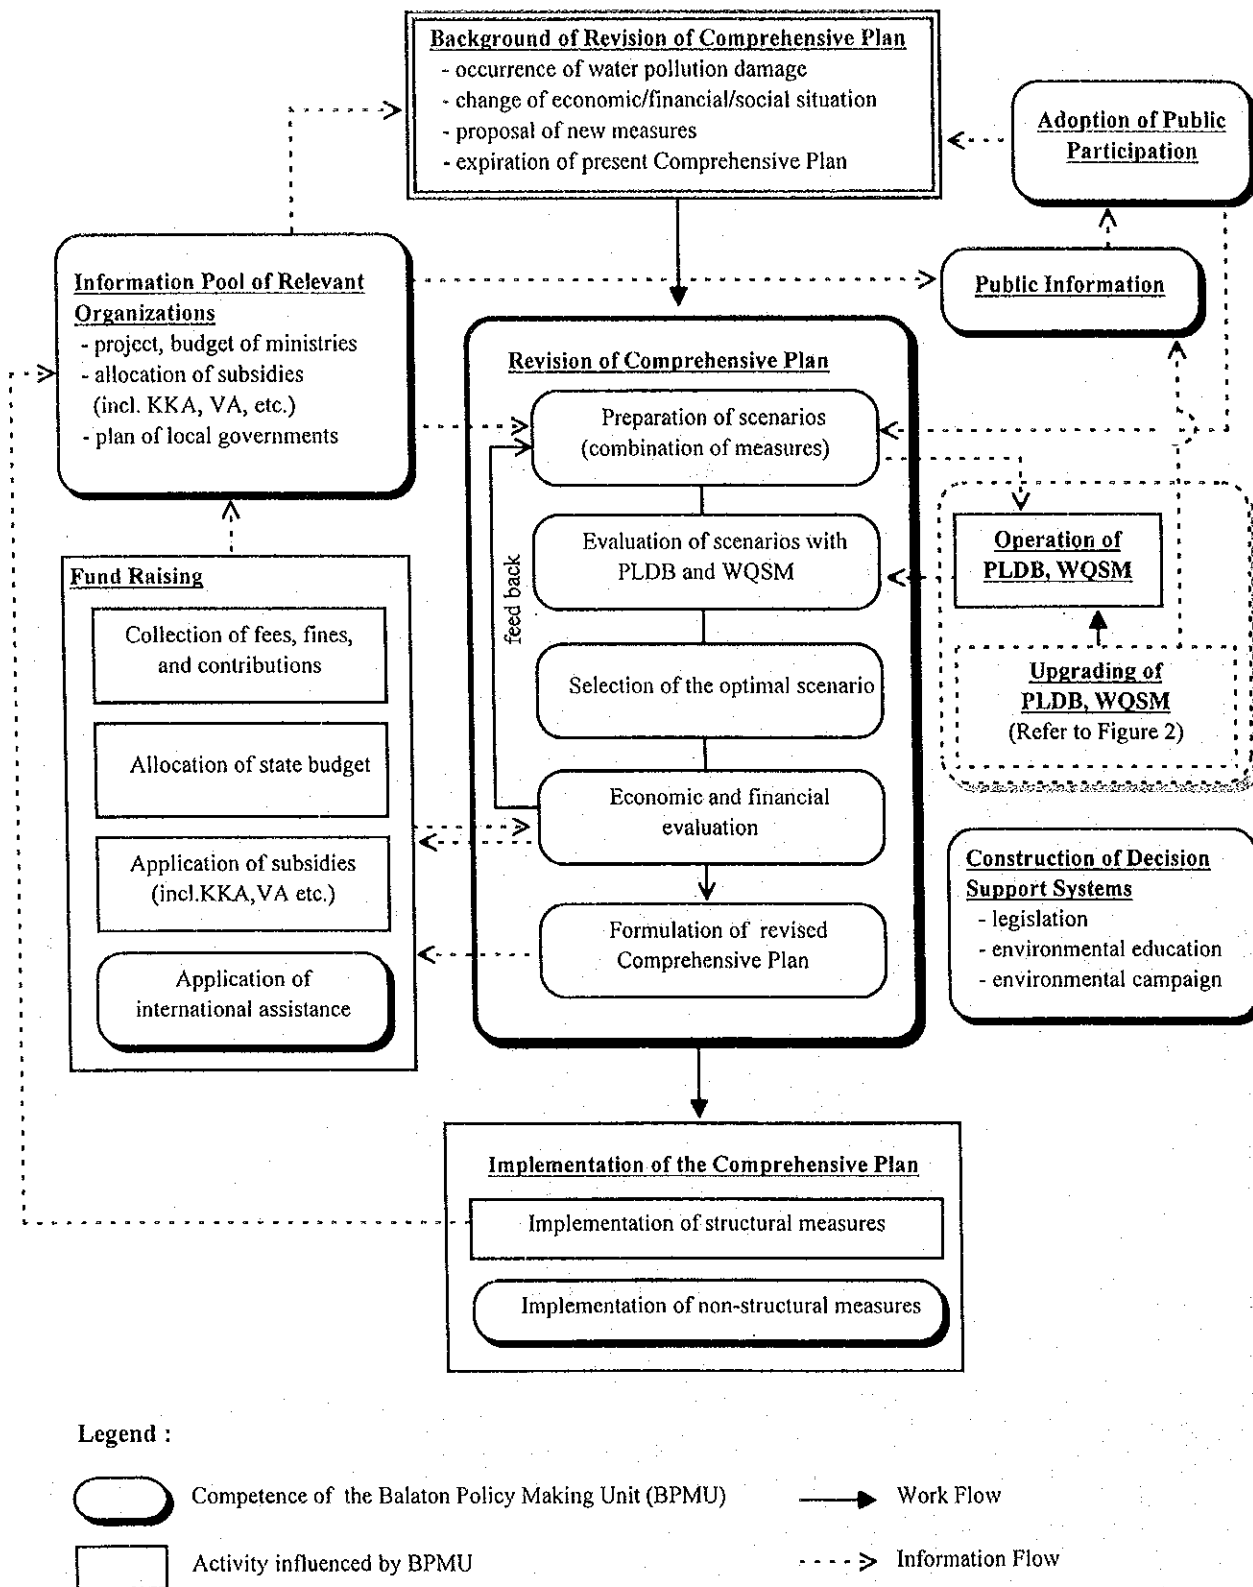 Background of Revision of Comprehensive Plan
- occurrence of water pollution damage
- change of economic/financial/social situation
- proposal of new measures
- expiration of present Comprehensive Plan
Adoption of Public
Participation
Public Information
Information Pool of Relevant
Organizations
- project, budget of ministries
- allocation of subsidies
(incl. KKA, VA, etc.)
- plan of local governments
Revision of Comprehensive Plan
Preparation of scenarios
(combination of measures)
Evaluation of scenarios with
PLDB and WQSM
Selection of the optimal scenario
Economic and financial
evaluation
Formulation of revised
Comprehensive Plan
feed back
Operation of
PLDB, WQSM
Upgrading of
PLDB, WQSM
(Refer to Figure 2)
Fund Raising
Collection of fees, fines,
and contributions
Allocation of state budget
Application of subsidies
(incl.KKA,VA etc.)
Application of
international assistance
Construction of Decision
Support Systems
- legislation
- environmental education
- environmental campaign
Implementation of the Comprehensive Plan
Implementation of structural measures
Implementation of non-structural measures
Legend :
Competence of the Balaton Policy Making Unit (BPMU)
Work Flow
Activity influenced by BPMU
Information Flow